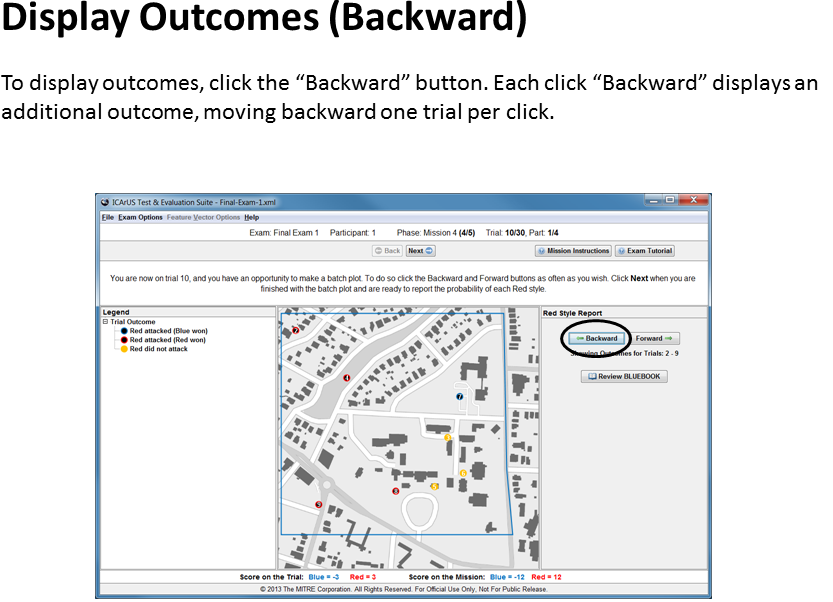 Display Outcomes (Backward)
To display outcomes, click the “Backward” button. Each click “Backward” displays an
additional outcome, moving backward one trial per click.
ICArUS Test & Evaluation Suite - Final-Exam-1.xml
File Exam Options Feature Vector Options Help
Exam: Final Exam 1 Participant: 1 Phase: Mission 4 (4/5) Trial: 10/30, Part: 1/4
Back Next Mission Instructions Exam Tutorial
You are now on trial 10, and you have an opportunity to make a batch plot. To do so click the Backward and Forward buttons as often as you wish. Click Next when you are
finished with the batch plot and are ready to report the probability of each Red style.
Legend
Trial Outcome
Red attacked (Blue won)
Red attacked (Red won)
Red did not attack
2
4
7
8
9
6
Red Style Report
Backward Forward
Showing Outcomes for Trials: 2 - 9
Review BLUEBOOK
Score on the Trial: Blue = -3 Red = 3 Score on the Mission: Blue = -12 Red = 12
© 2013 The MITRE Corporation. All Rights Reserved. For Official Use Only, Not For Public Release.